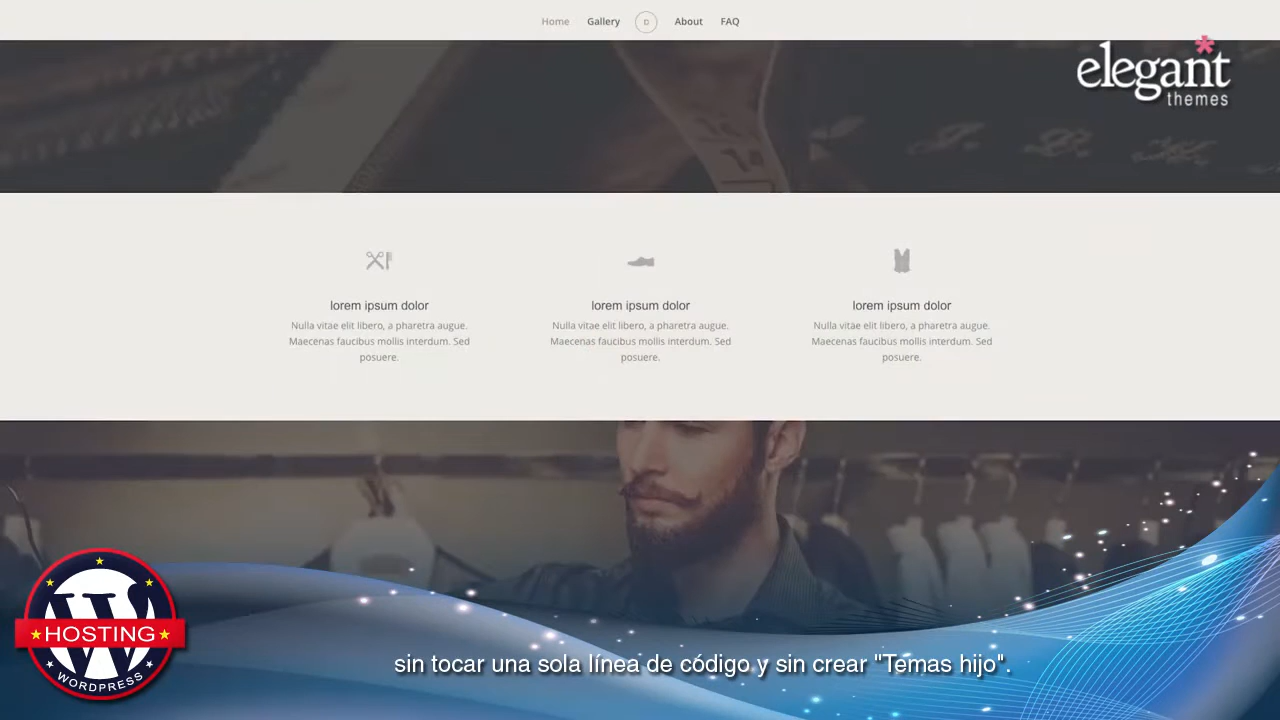 Home Gallery D About FAQ
elegant
themes
lorem ipsum dolor
Nulla vitae elit libero, a pharetra augue.
Maecenas faucibus mollis interdum. Sed
posuere.
lorem ipsum dolor
Nulla vitae elit libero, a pharetra augue.
Maecenas faucibus mollis interdum. Sed
posuere.
lorem ipsum dolor
Nulla vitae elit libero, a pharetra augue.
Maecenas faucibus mollis interdum. Sed
posuere.
W
HOSTING
WORDPRESS
sin tocar una sola línea de código y sin crear "Temas hijo".